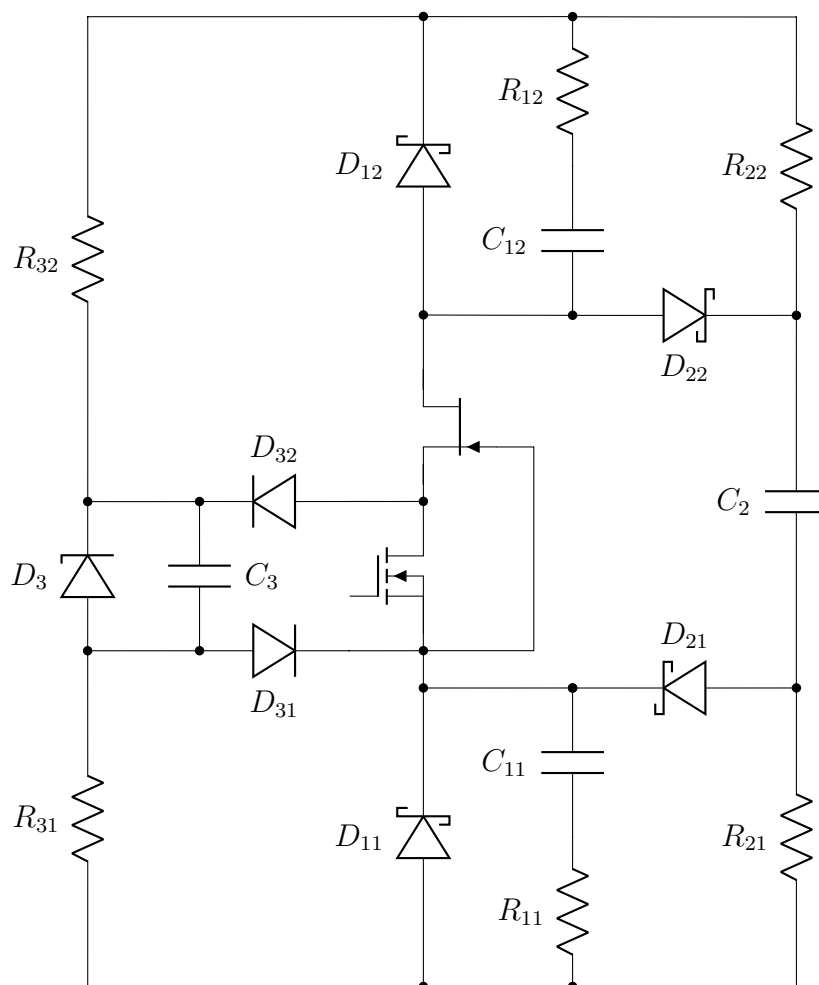 R₁₂
D₁₂
R₂₂
R₃₂
C₁₂
D₂₂
D₃₂
C₂
D₃
C₃
D₂₁
D₃₁
C₁₁
R₃₁
D₁₁
R₂₁
R₁₁